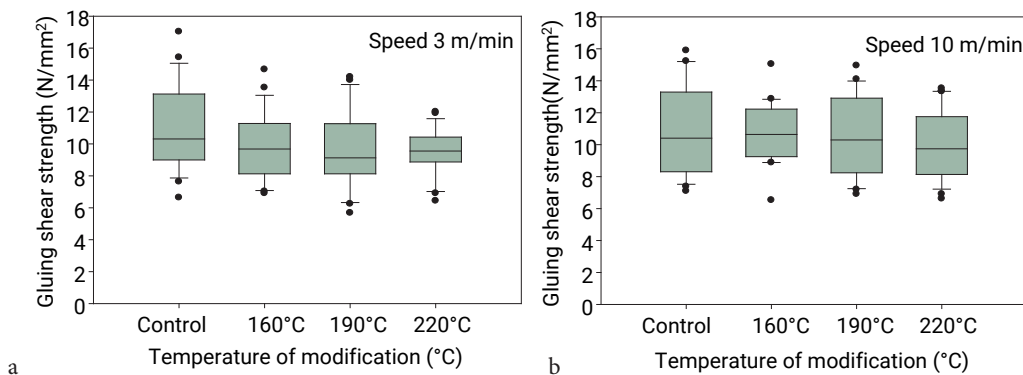 Gluing shear strength (N/mm²)
18
16
14
12
10
8
6
4
2
0
Speed 3 m/min
Control 160°C 190°C 220°C
Temperature of modification (°C)
a
Gluing shear strength(N/mm²)
18
16
14
12
10
8
6
4
2
0
Speed 10 m/min
Control 160°C 190°C 220°C
Temperature of modification (°C)
b